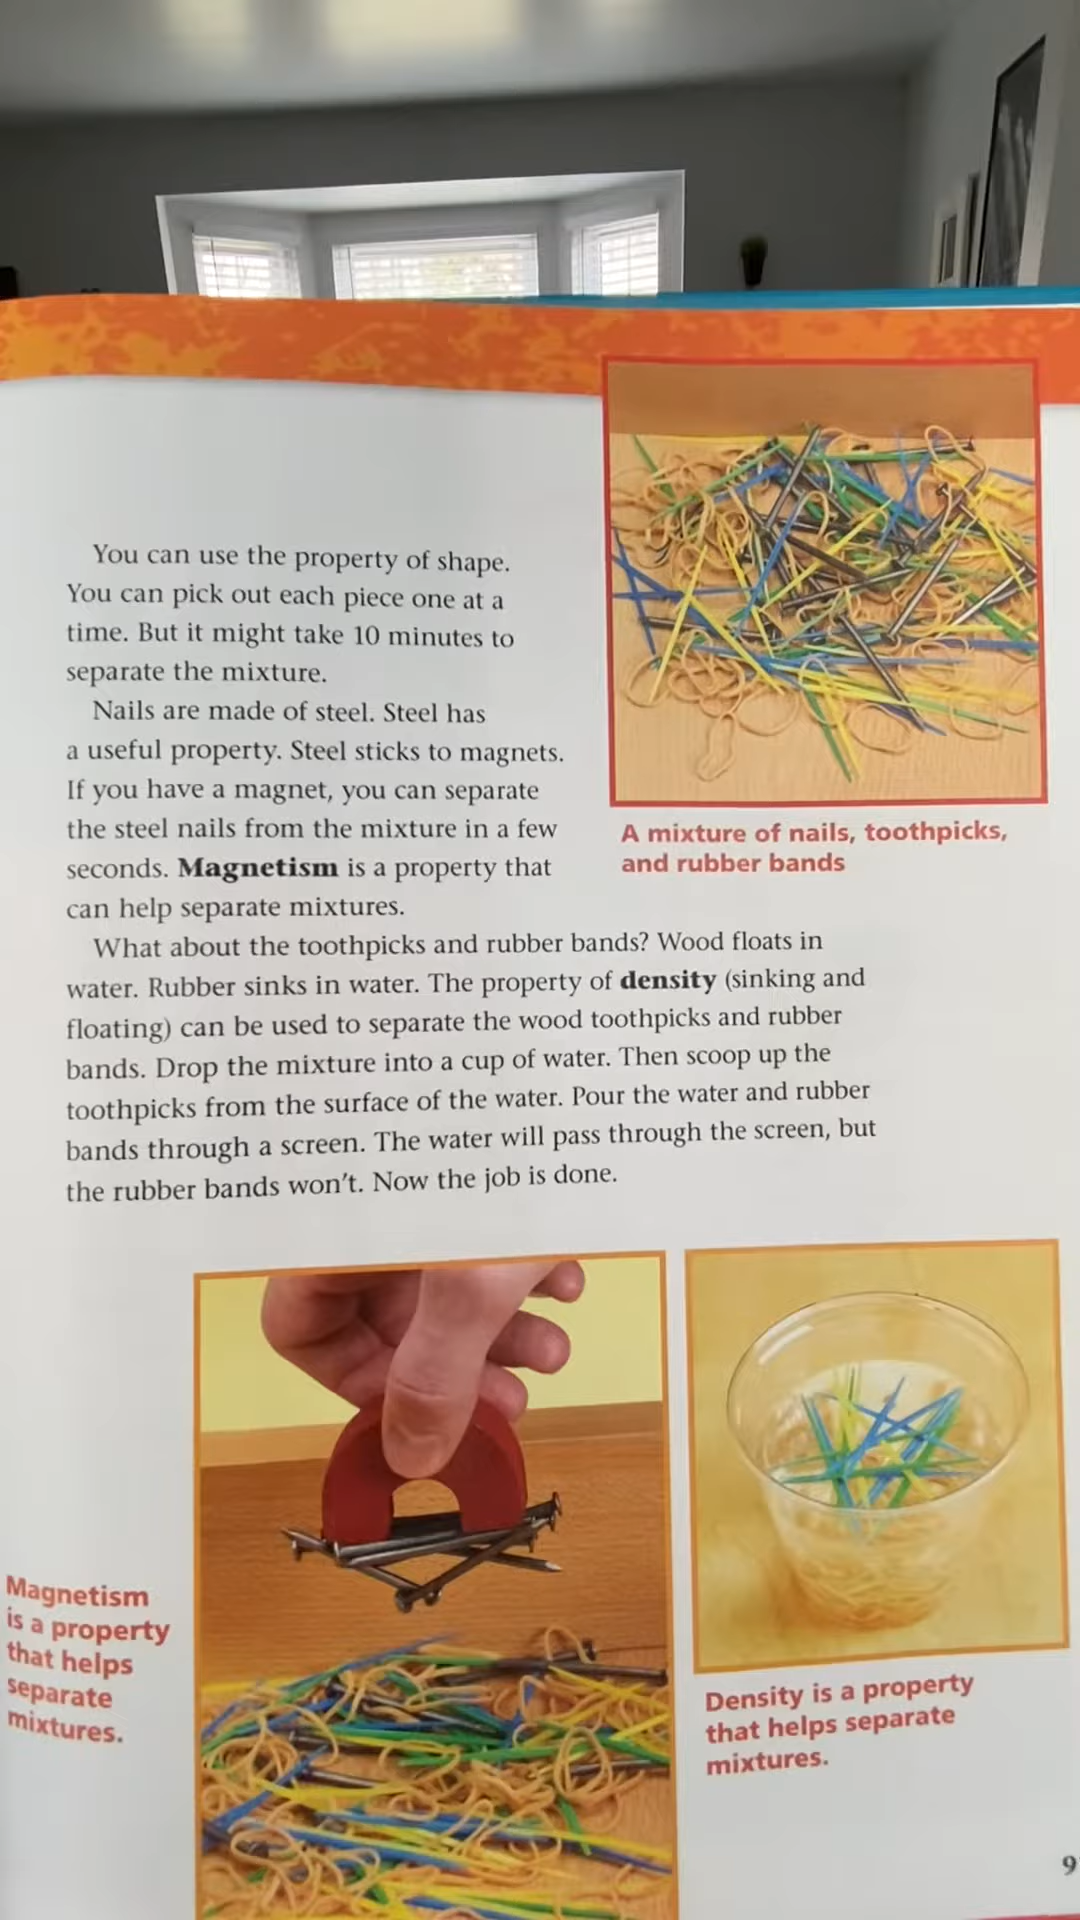 You can use the property of shape.
You can pick out each piece one at a
time. But it might take 10 minutes to
separate the mixture.
Nails are made of steel. Steel has
a useful property. Steel sticks to magnets.
If you have a magnet, you can separate
the steel nails from the mixture in a few
seconds. Magnetism is a property that
can help separate mixtures.
A mixture of nails, toothpicks,
and rubber bands
What about the toothpicks and rubber bands? Wood floats in
water. Rubber sinks in water. The property of density (sinking and
floating) can be used to separate the wood toothpicks and rubber
bands. Drop the mixture into a cup of water. Then scoop up the
toothpicks from the surface of the water. Pour the water and rubber
bands through a screen. The water will pass through the screen, but
the rubber bands won't. Now the job is done.
Magnetism
is a property
that helps
separate
mixtures.
Density is a property
that helps separate
mixtures.